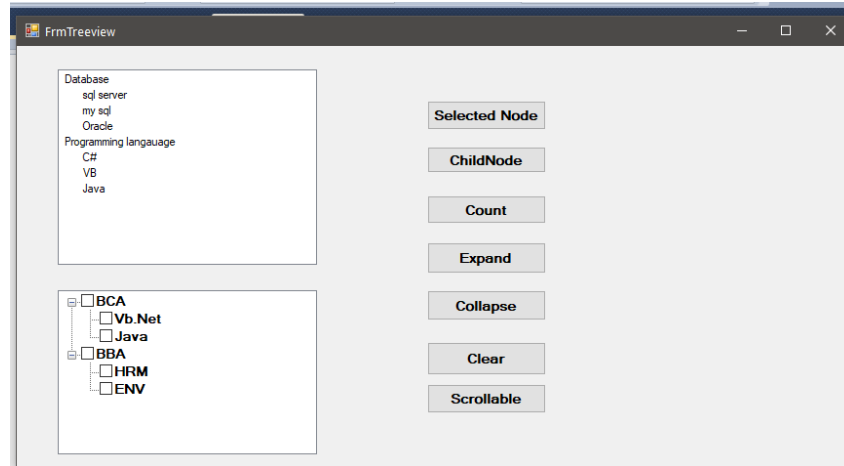 FrmTreeview
Database
sql server
my sql
Oracle
Programming langauage
C#
VB
Java
BCA
Vb.Net
Java
BBA
HRM
ENV
Selected Node
ChildNode
Count
Expand
Collapse
Clear
Scrollable